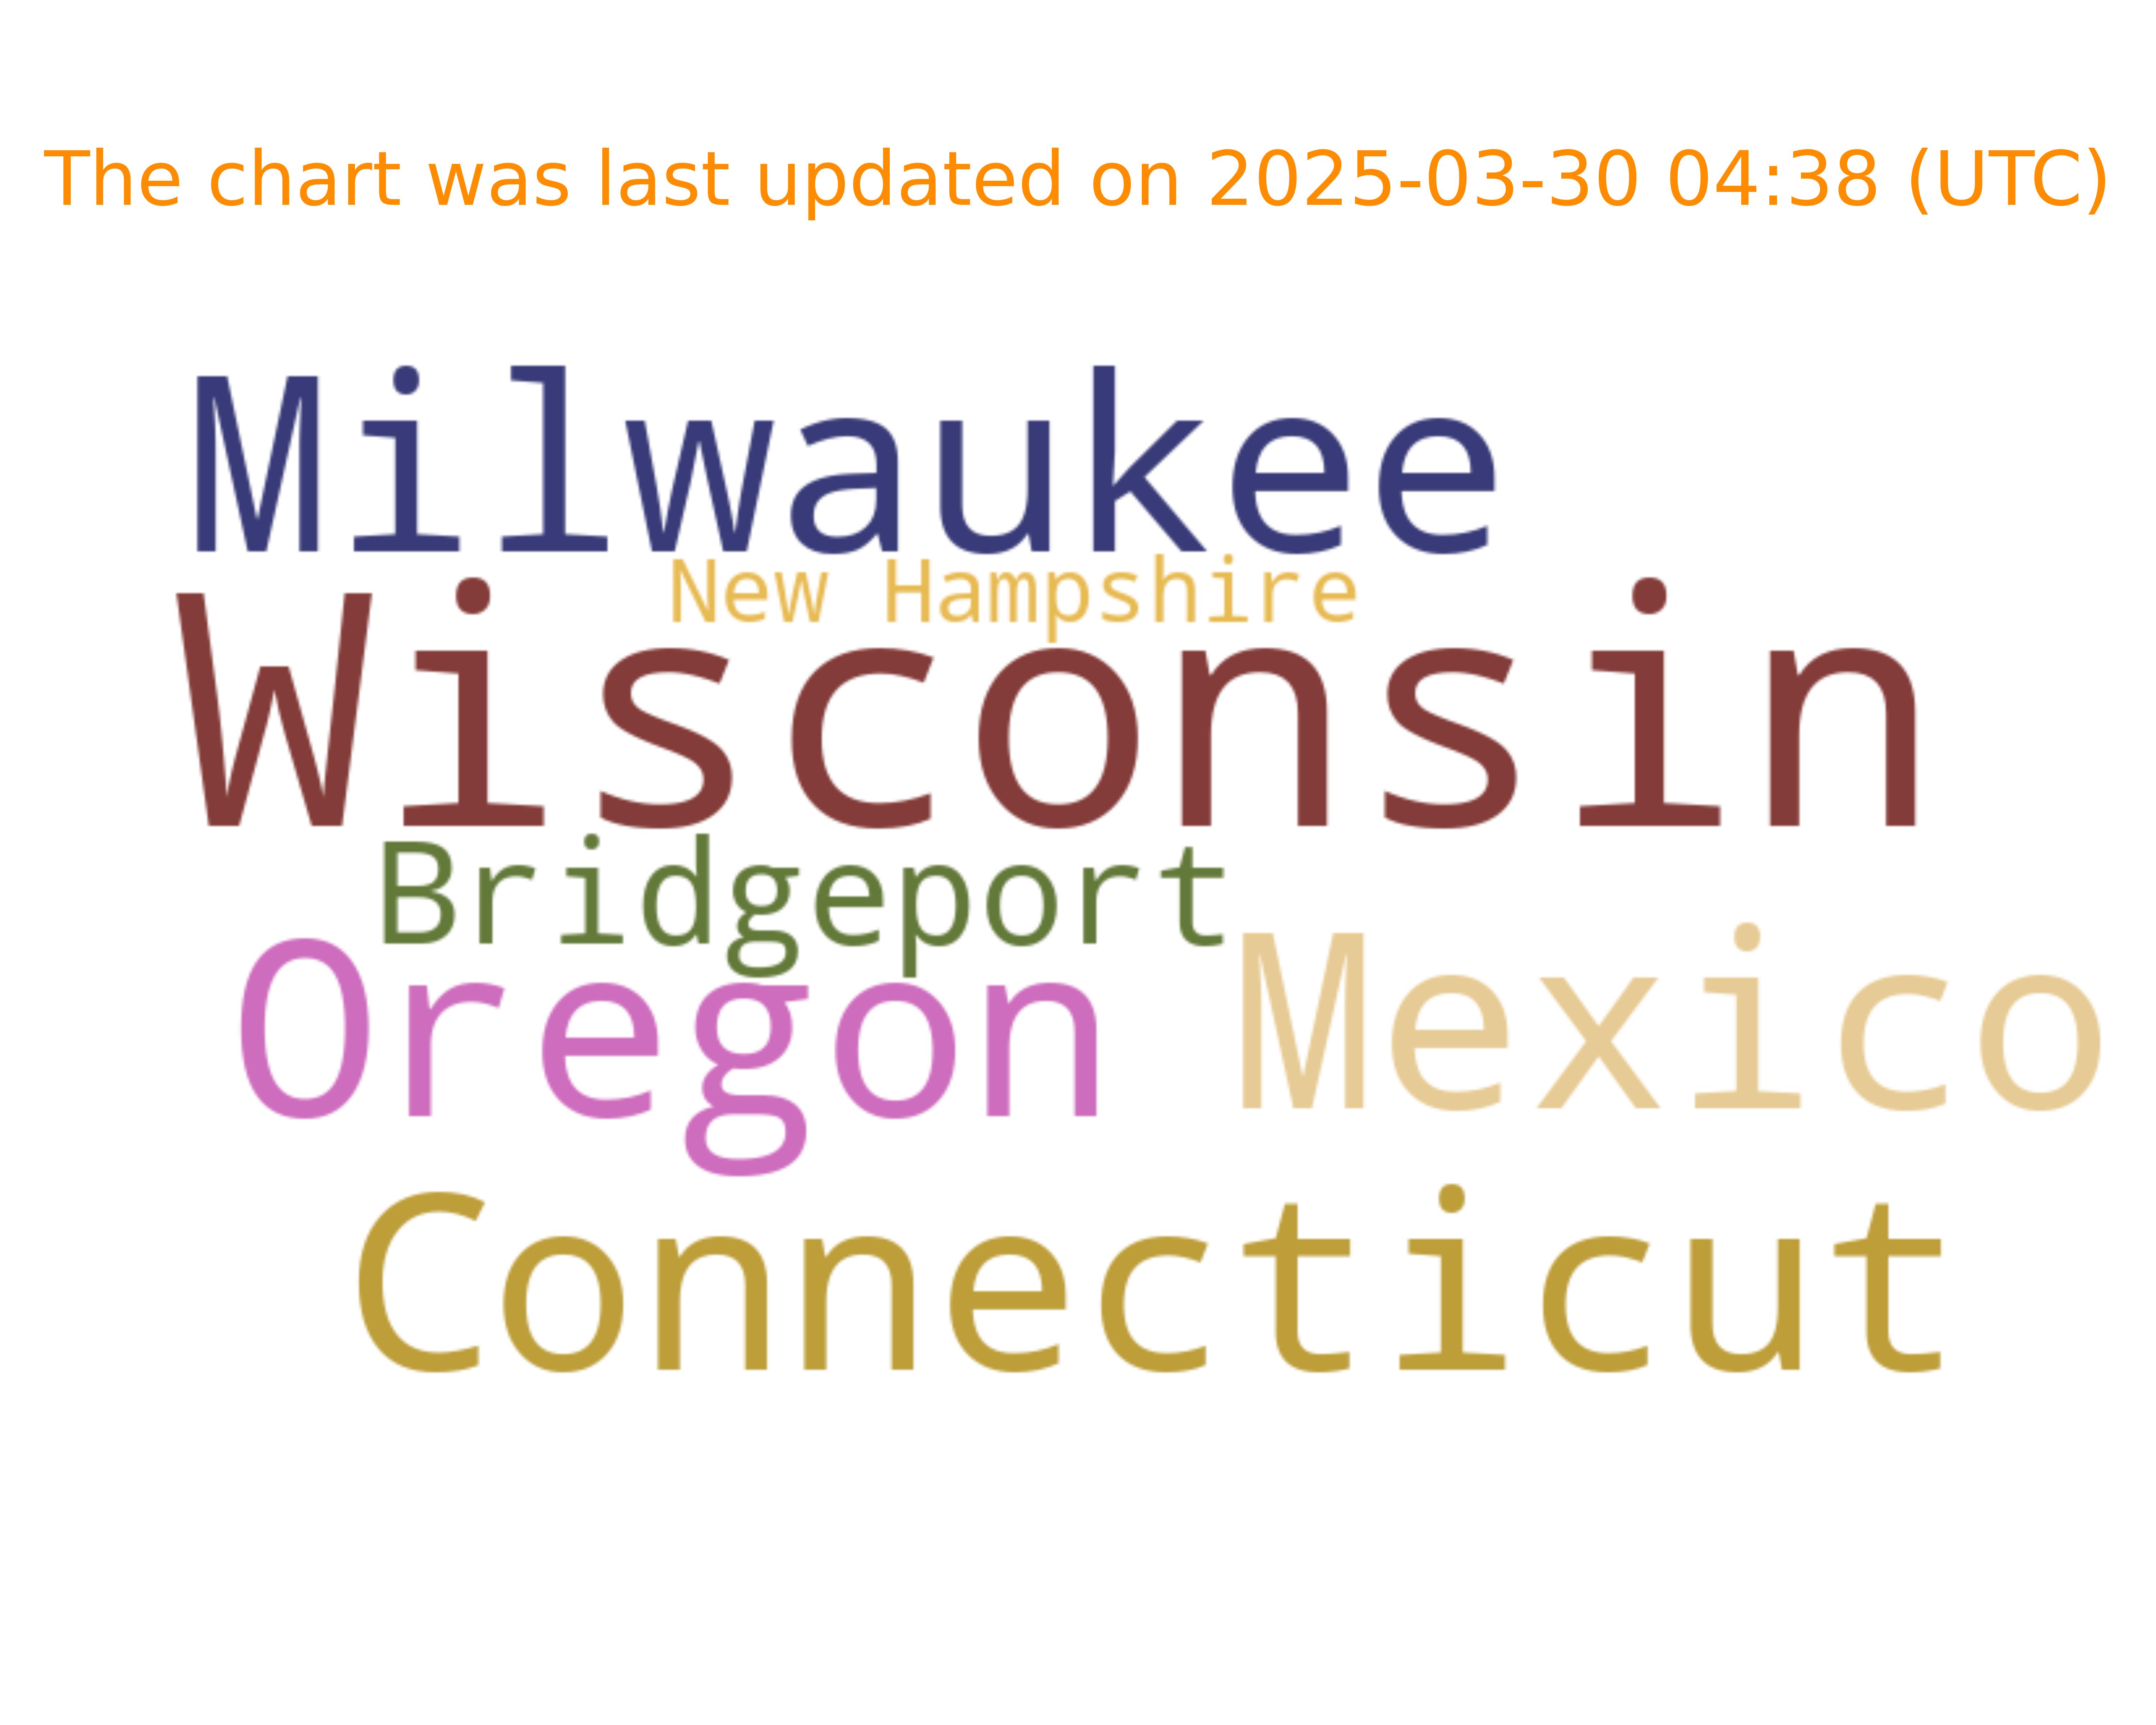 The chart was last updated on 2025-03-30 04:38 (UTC)
Milwaukee
New Hampshire
Wisconsin
Bridgeport
Oregon Mexico
Connecticut